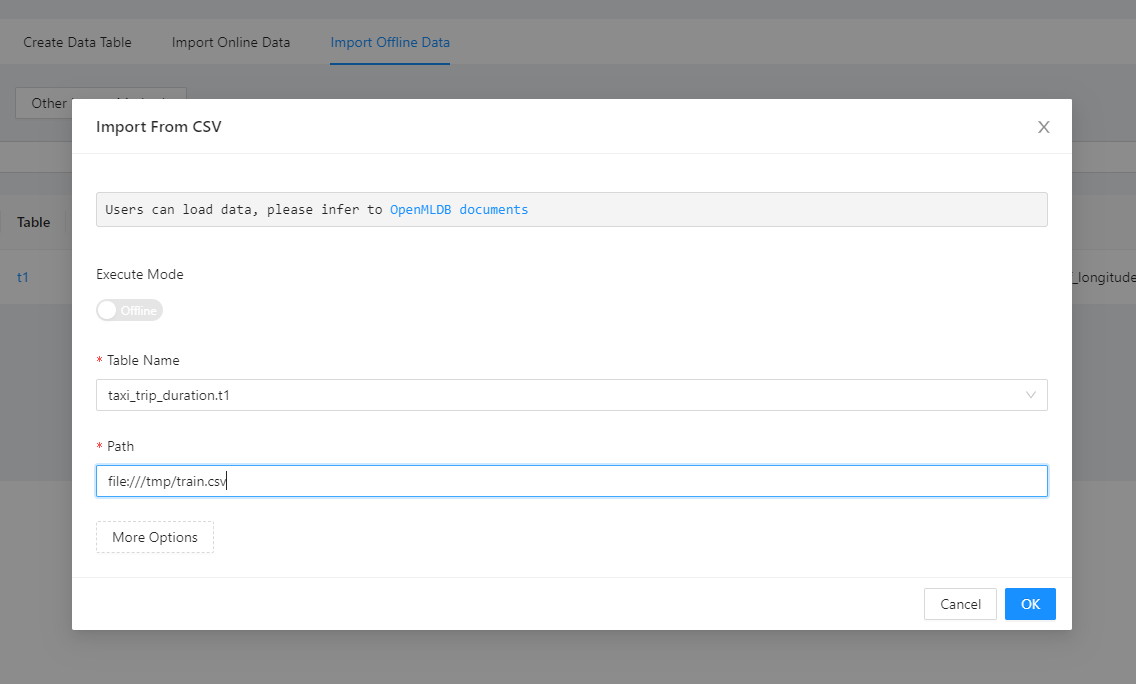 Create Data Table Import Online Data Import Offline Data
Other
Import From CSV
X
Users can load data, please infer to OpenMLDB documents
Table
Execute Mode
t1
_longitude
Offline
* Table Name
taxi_trip_duration.t1
* Path
file:///tmp/train.csv
More Options
Cancel OK